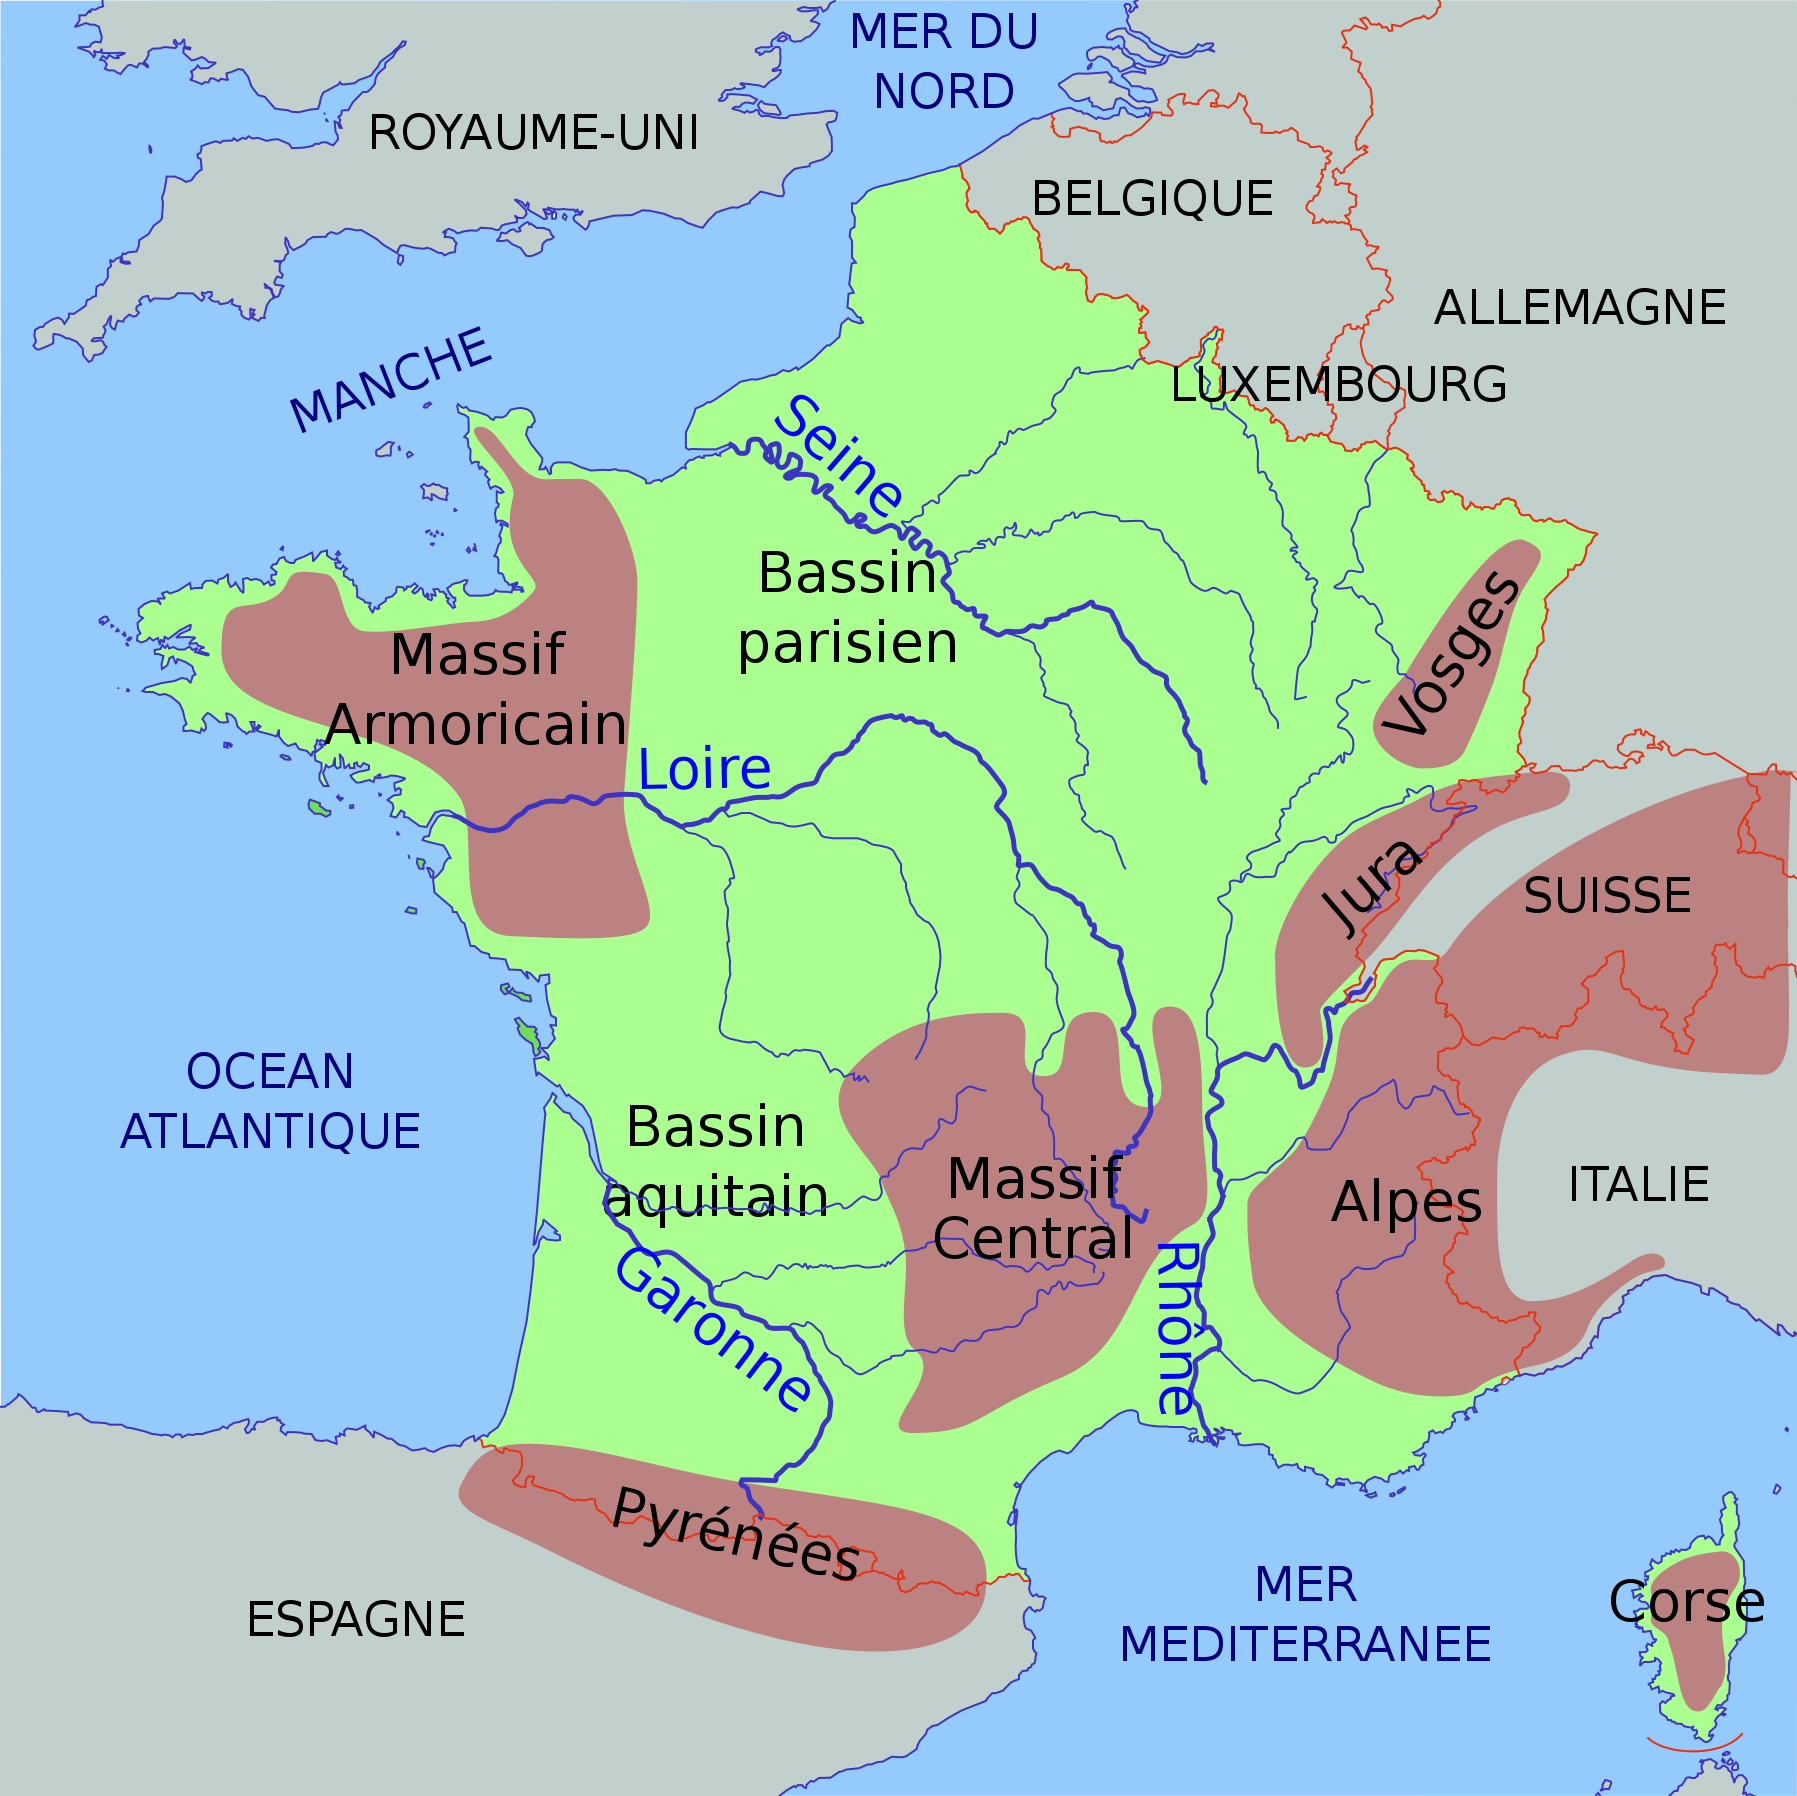 MER DU
NORD
ROYAUME-UNI
BELGIQUE
ALLEMAGNE
MANCHE
LUXEMBOURG
Seine
Bassin
parisien
Vosges
Massif
Armoricain
Loire
Jura
SUISSE
OCEAN
ATLANTIQUE
Bassin
aquitain
Massif
Central
Alpes
ITALIE
Garonne
Rhône
Pyrénées
ESPAGNE
MER
MEDITERRANEE
Corse